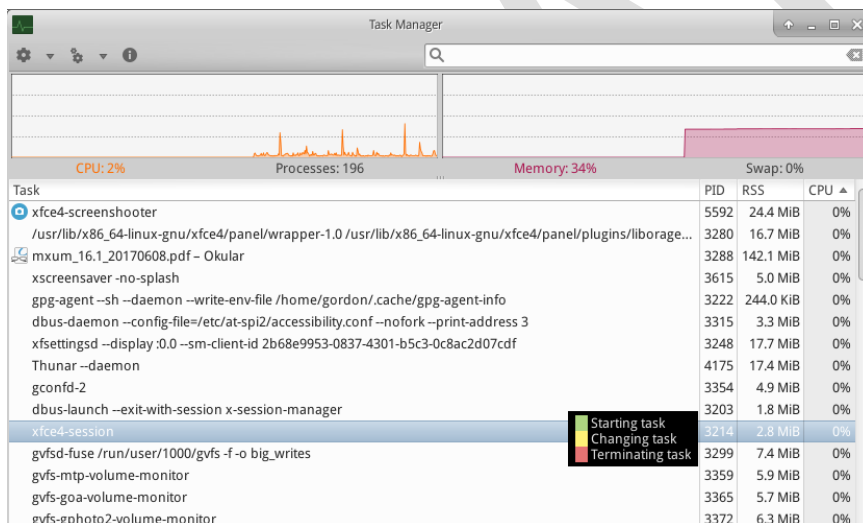 Task Manager
CPU: 2% Processes: 196 Memory: 34% Swap: 0%
Task PID RSS CPU
xfce4-screenshooter 5592 24.4 MiB 0%
/usr/lib/x86_64-linux-gnu/xfce4/panel/wrapper-1.0 /usr/lib/x86_64-linux-gnu/xfce4/panel/plugins/liborage... 3280 16.7 MiB 0%
mxum_16.1_20170608.pdf – Okular 3288 142.1 MiB 0%
xscreensaver -no-splash 3615 5.0 MiB 0%
gpg-agent --sh --daemon --write-env-file /home/gordon/.cache/gpg-agent-info 3222 244.0 KiB 0%
dbus-daemon --config-file=/etc/at-spi2/accessibility.conf --nofork --print-address 3 3315 3.3 MiB 0%
xfsettingsd --display :0.0 --sm-client-id 2b68e9953-0837-4301-b5c3-0c8ac2d07cdf 3248 17.7 MiB 0%
Thunar --daemon 4175 17.4 MiB 0%
gconfd-2 3354 4.9 MiB 0%
dbus-launch --exit-with-session x-session-manager 3203 1.8 MiB 0%
xfce4-session 3214 2.8 MiB 0%
Starting task
Changing task
Terminating task
gvfsd-fuse /run/user/1000/gvfs -f -o big_writes 3299 7.4 MiB 0%
gvfs-mtp-volume-monitor 3359 5.9 MiB 0%
gvfs-goa-volume-monitor 3365 5.7 MiB 0%
gvfs-gphoto2-volume-monitor 3372 6.3 MiB 0%